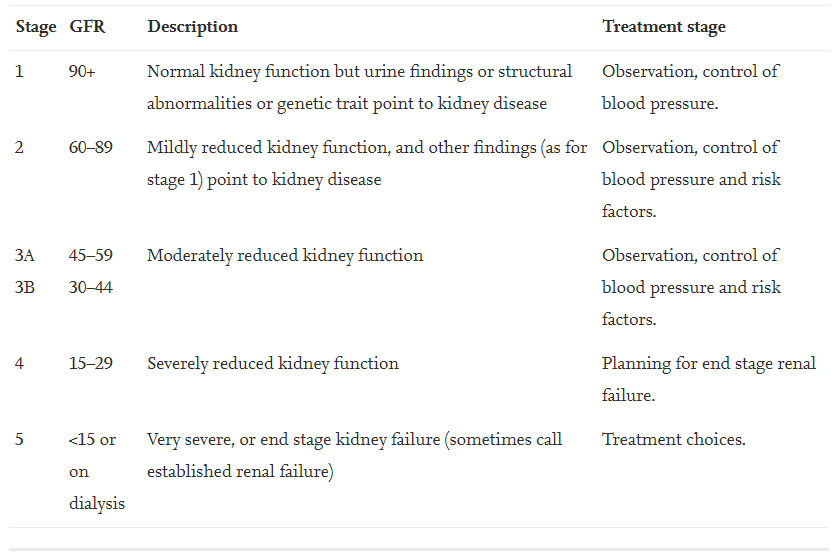 Stage GFR Description Treatment stage
1 90+ Normal kidney function but urine findings or structural Observation, control of
abnormalities or genetic trait point to kidney disease blood pressure.
2 60–89 Mildly reduced kidney function, and other findings (as for Observation, control of
stage 1) point to kidney disease blood pressure and risk
factors.
3A 45–59 Moderately reduced kidney function Observation, control of
3B 30–44 blood pressure and risk
factors.
4 15–29 Severely reduced kidney function Planning for end stage renal
failure.
5 <15 or Very severe, or end stage kidney failure (sometimes call Treatment choices.
on established renal failure)
dialysis